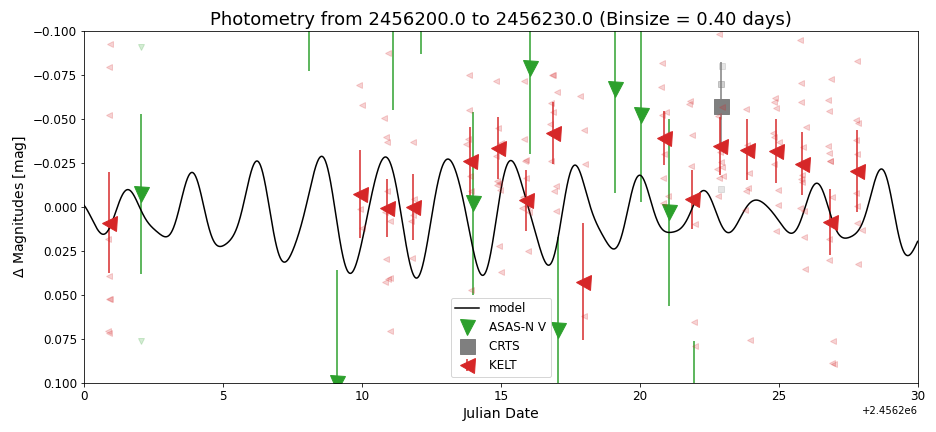 Photometry from 2456200.0 to 2456230.0 (Binsize = 0.40 days)
−0.100
−0.075
−0.050
−0.025
0.000
0.025
0.050
0.075
0.100
Δ Magnitudes [mag]
model
ASAS-N V
CRTS
KELT
0 5 10 15 20 25 30
Julian Date
+2.4562e6